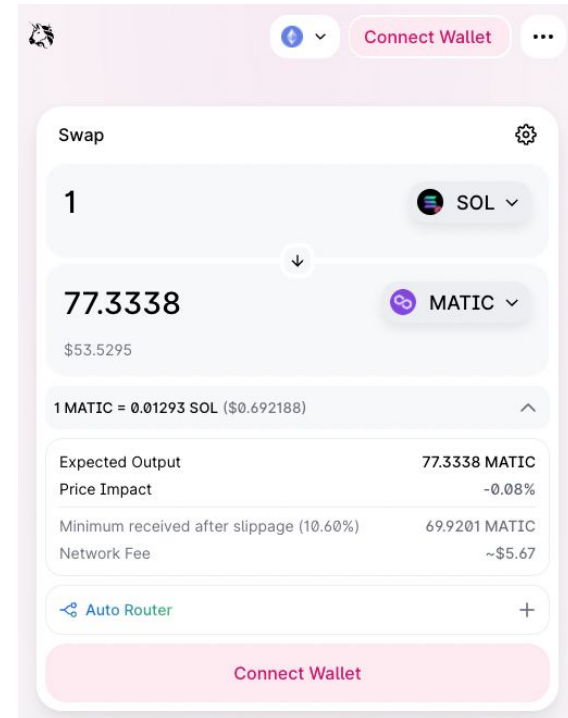 Connect Wallet
Swap
1
SOL
77.3338
MATIC
$53.5295
1 MATIC = 0.01293 SOL ($0.692188)
Expected Output 77.3338 MATIC
Price Impact -0.08%
Minimum received after slippage (10.60%) 69.9201 MATIC
Network Fee ~$5.67
Auto Router
Connect Wallet